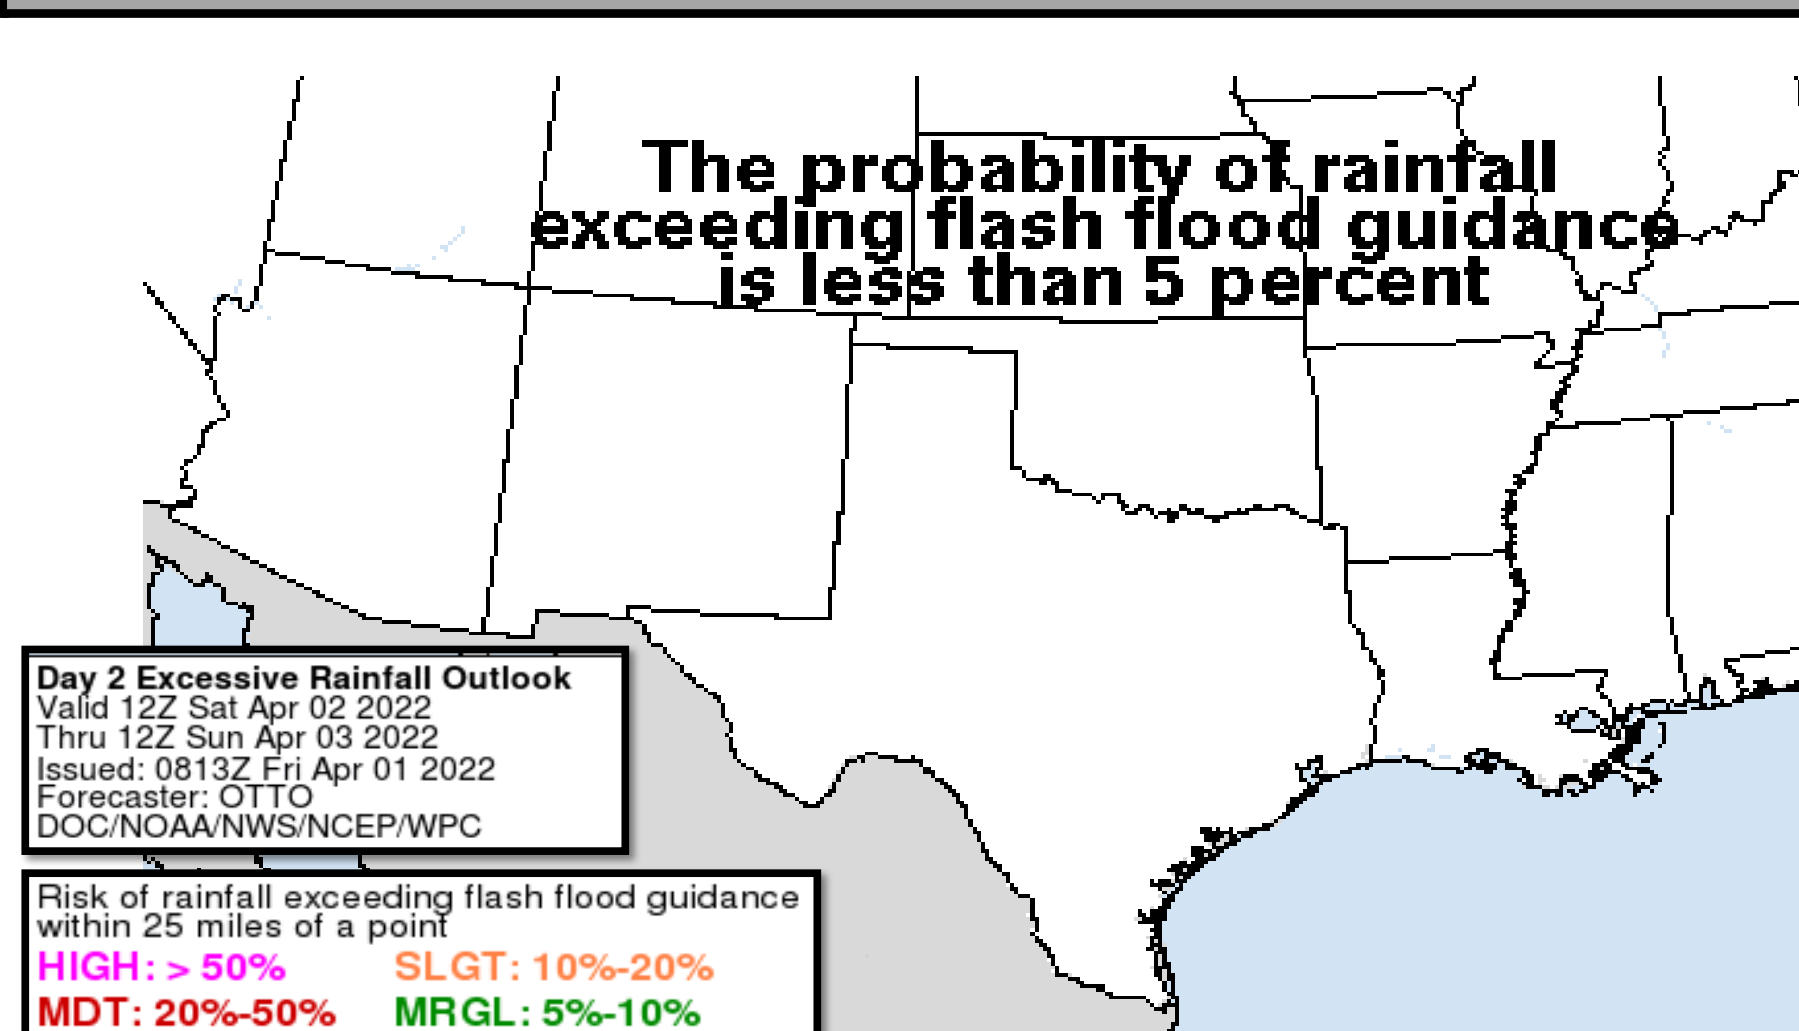 The probability of rainfall
exceeding flash flood guidance
is less than 5 percent
Day 2 Excessive Rainfall Outlook
Valid 12Z Sat Apr 02 2022
Thru 12Z Sun Apr 03 2022
Issued: 0813Z Fri Apr 01 2022
Forecaster: OTTO
DOC/NOAA/NWS/NCEP/WPC
Risk of rainfall exceeding flash flood guidance
within 25 miles of a point
HIGH: > 50% SLGT: 10%-20%
MDT: 20%-50% MRGL: 5%-10%